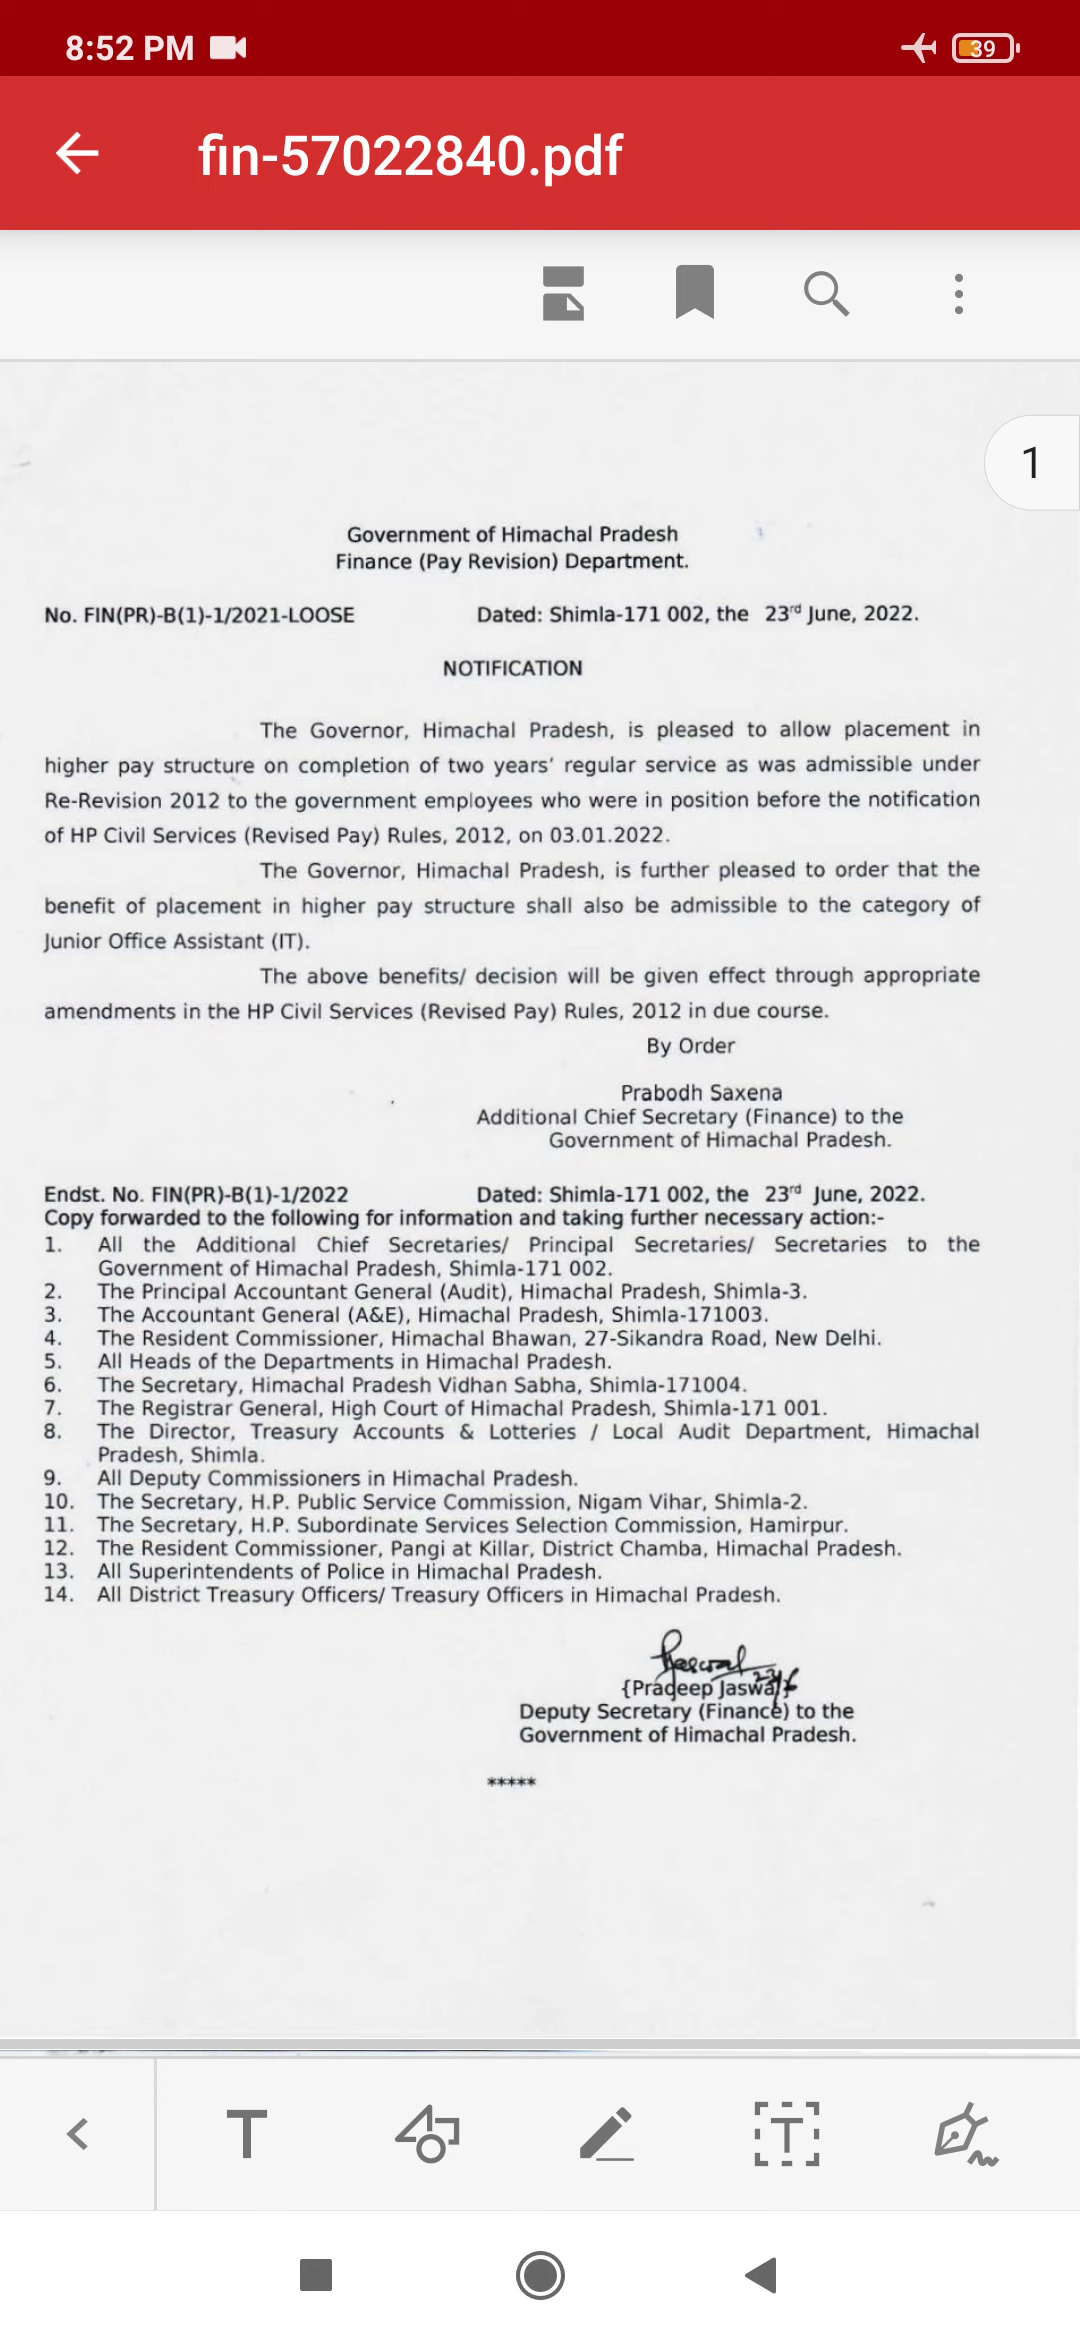 8:52 PM
39
fin-57022840.pdf
1
Government of Himachal Pradesh
Finance (Pay Revision) Department.
No. FIN(PR)-B(1)-1/2021-LOOSE Dated: Shimla-171 002, the 23rd June, 2022.
NOTIFICATION
The Governor, Himachal Pradesh, is pleased to allow placement in
higher pay structure on completion of two years' regular service as was admissible under
Re-Revision 2012 to the government employees who were in position before the notification
of HP Civil Services (Revised Pay) Rules, 2012, on 03.01.2022.
The Governor, Himachal Pradesh, is further pleased to order that the
benefit of placement in higher pay structure shall also be admissible to the category of
Junior Office Assistant (IT).
The above benefits/ decision will be given effect through appropriate
amendments in the HP Civil Services (Revised Pay) Rules, 2012 in due course.
By Order
Prabodh Saxena
Additional Chief Secretary (Finance) to the
Government of Himachal Pradesh.
Endst. No. FIN(PR)-B(1)-1/2022 Dated: Shimla-171 002, the 23rd June, 2022.
Copy forwarded to the following for information and taking further necessary action:-
1. All the Additional Chief Secretaries/ Principal Secretaries/ Secretaries to the
Government of Himachal Pradesh, Shimla-171 002.
2. The Principal Accountant General (Audit), Himachal Pradesh, Shimla-3.
3. The Accountant General (A&E), Himachal Pradesh, Shimla-171003.
4. The Resident Commissioner, Himachal Bhawan, 27-Sikandra Road, New Delhi.
5. All Heads of the Departments in Himachal Pradesh.
6. The Secretary, Himachal Pradesh Vidhan Sabha, Shimla-171004.
7. The Registrar General, High Court of Himachal Pradesh, Shimla-171 001.
8. The Director, Treasury Accounts & Lotteries / Local Audit Department, Himachal
Pradesh, Shimla.
9. All Deputy Commissioners in Himachal Pradesh.
10. The Secretary, H.P. Public Service Commission, Nigam Vihar, Shimla-2.
11. The Secretary, H.P. Subordinate Services Selection Commission, Hamirpur.
12. The Resident Commissioner, Pangi at Killar, District Chamba, Himachal Pradesh.
13. All Superintendents of Police in Himachal Pradesh.
14. All District Treasury Officers/ Treasury Officers in Himachal Pradesh.
{Pradeep Jaswal}
Deputy Secretary (Finance) to the
Government of Himachal Pradesh.
*****